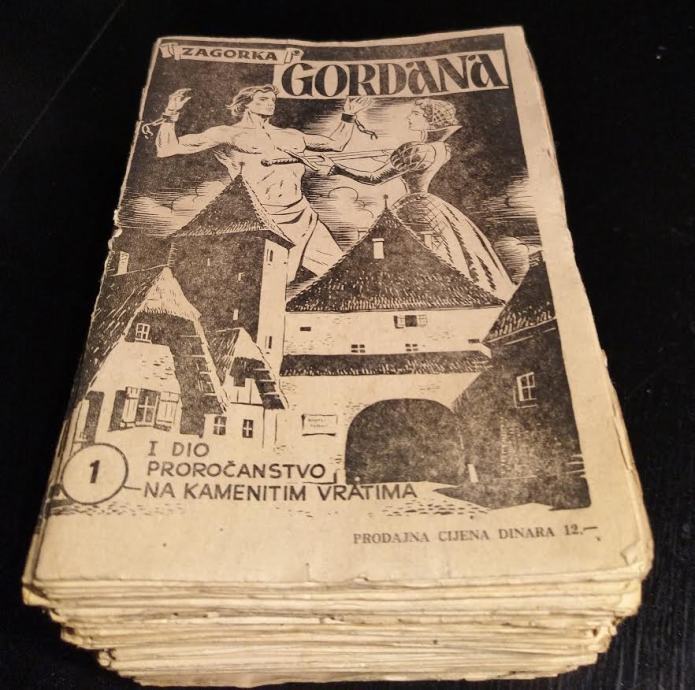 ZAGORKA
GORDANA
1
I DIO
PROROČANSTVO
NA KAMENITIM VRATIMA
PRODAJNA CIJENA DINARA 12.—